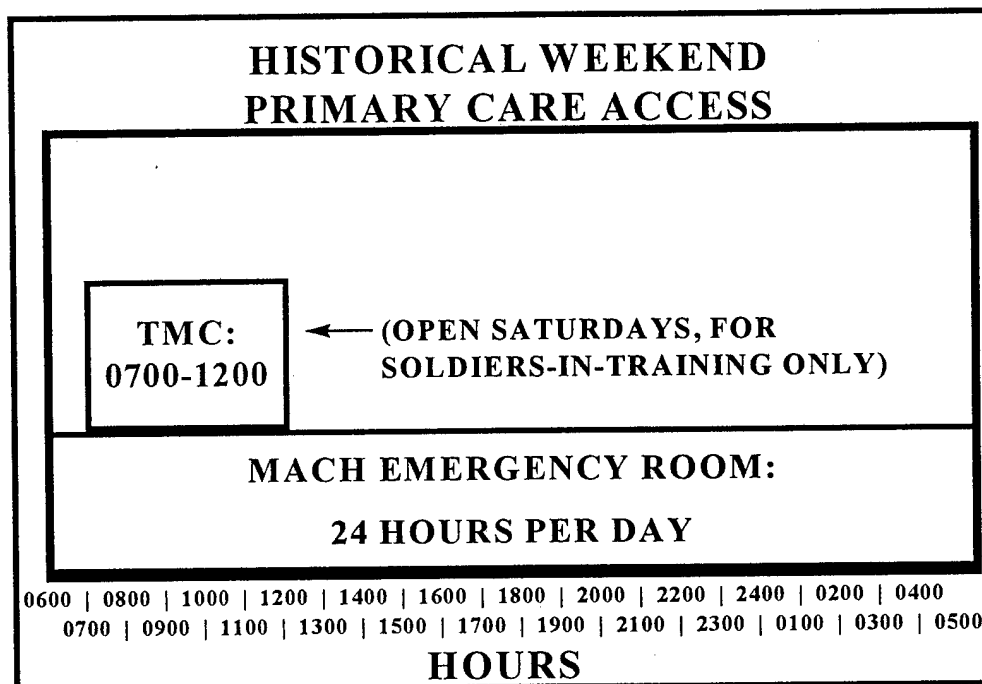 HISTORICAL WEEKEND
PRIMARY CARE ACCESS
TMC:
0700-1200
(OPEN SATURDAYS, FOR
SOLDIERS-IN-TRAINING ONLY)
MACH EMERGENCY ROOM:
24 HOURS PER DAY
0600 | 0800 | 1000 | 1200 | 1400 | 1600 | 1800 | 2000 | 2200 | 2400 | 0200 | 0400
0700 | 0900 | 1100 | 1300 | 1500 | 1700 | 1900 | 2100 | 2300 | 0100 | 0300 | 0500
HOURS